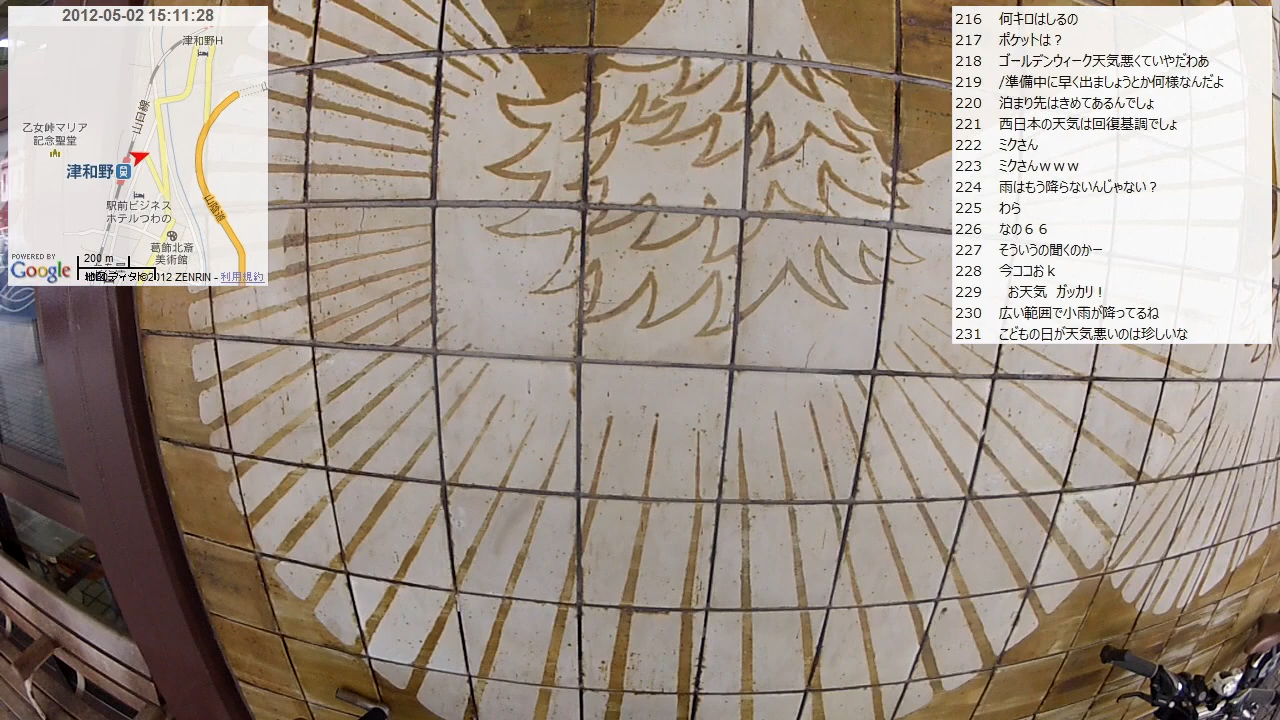 2012-05-02 15:11:28
津和野H
山口線
乙女峠マリア
記念聖堂
津和野
駅前ビジネス
ホテルつわの
山陰道
葛飾北斎
美術館
POWERED BY
Google
200 m
地図データ ©2012 ZENRIN - 利用規約
216 何キロはしるの
217 ポケットは？
218 ゴールデンウィーク天気悪くていやだわあ
219 /準備中に早く出ましょうとか何様なんだよ
220 泊まり先はきめてあるんでしょ
221 西日本の天気は回復基調でしょ
222 ミクさん
223 ミクさんｗｗｗ
224 雨はもう降らないんじゃない？
225 わら
226 なの６６
227 そういうの聞くのかー
228 今ココおｋ
229 お天気 ガッカリ！
230 広い範囲で小雨が降ってるね
231 こどもの日が天気悪いのは珍しいな